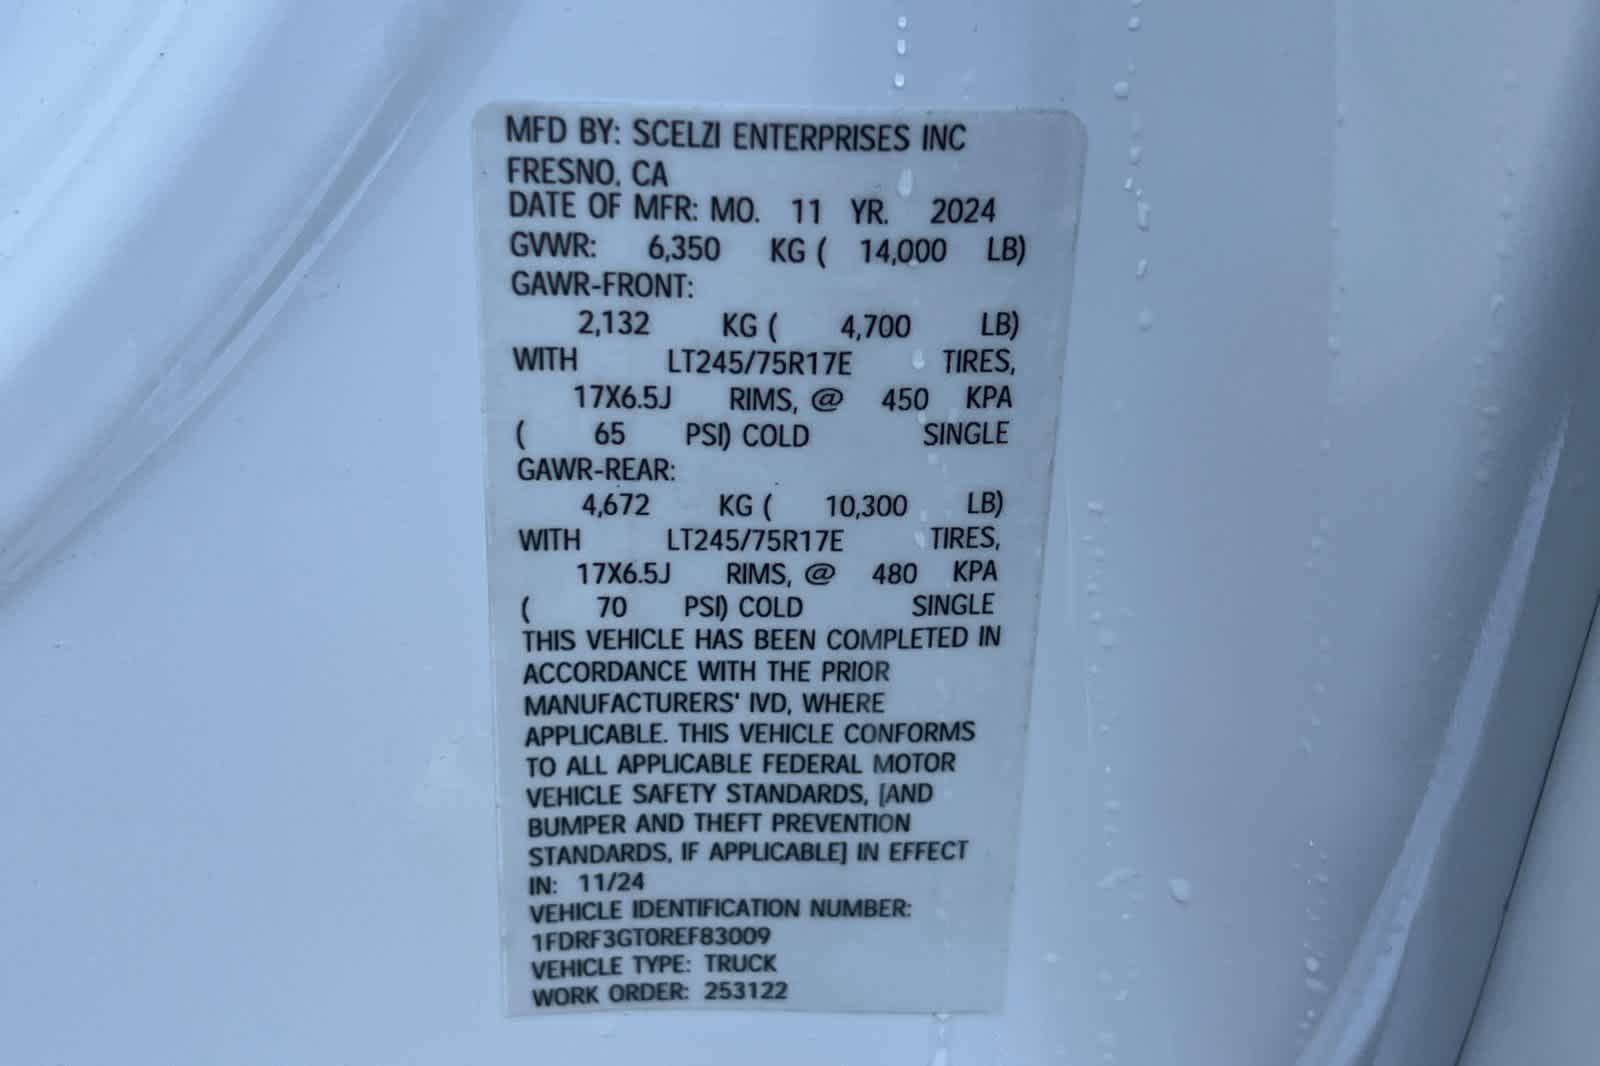 MFD BY: SCELZI ENTERPRISES INC
FRESNO, CA
DATE OF MFR: MO. 11 YR. 2024
GVWR: 6,350 KG ( 14,000 LB)
GAWR-FRONT:
2,132 KG ( 4,700 LB)
WITH LT245/75R17E TIRES,
17X6.5J RIMS, @ 450 KPA
( 65 PSI) COLD SINGLE
GAWR-REAR:
4,672 KG ( 10,300 LB)
WITH LT245/75R17E TIRES,
17X6.5J RIMS, @ 480 KPA
( 70 PSI) COLD SINGLE
THIS VEHICLE HAS BEEN COMPLETED IN
ACCORDANCE WITH THE PRIOR
MANUFACTURERS' IVD, WHERE
APPLICABLE. THIS VEHICLE CONFORMS
TO ALL APPLICABLE FEDERAL MOTOR
VEHICLE SAFETY STANDARDS, [AND
BUMPER AND THEFT PREVENTION
STANDARDS, IF APPLICABLE] IN EFFECT
IN: 11/24
VEHICLE IDENTIFICATION NUMBER:
1FDRF3GT0REF83009
VEHICLE TYPE: TRUCK
WORK ORDER: 253122